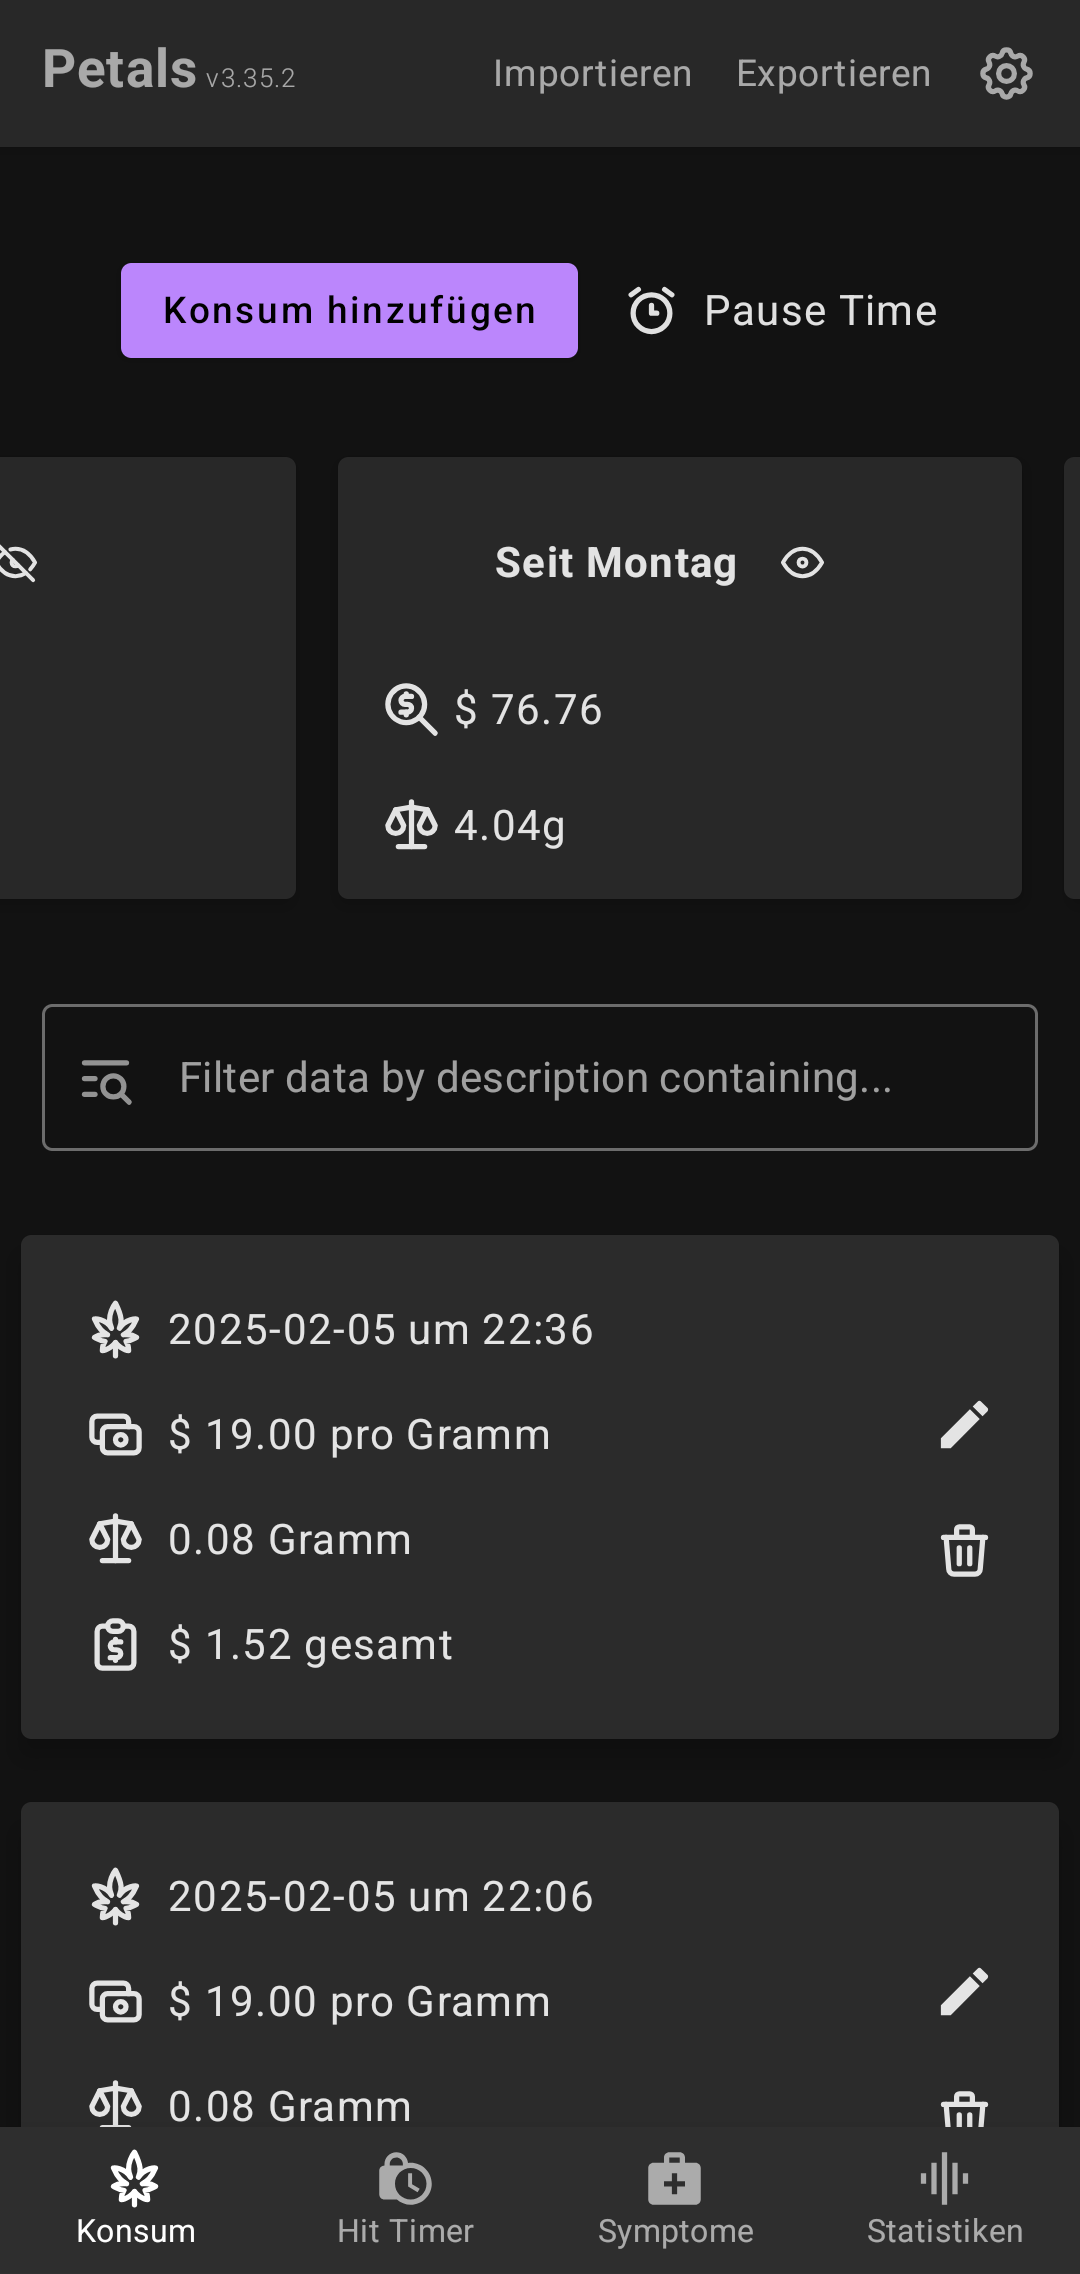 Petals v3.35.2
Importieren
Exportieren
Konsum hinzufügen
Pause Time
Seit Montag
$ 76.76
4.04g
Filter data by description containing...
2025-02-05 um 22:36
$ 19.00 pro Gramm
0.08 Gramm
$ 1.52 gesamt
2025-02-05 um 22:06
$ 19.00 pro Gramm
0.08 Gramm
Konsum
Hit Timer
Symptome
Statistiken